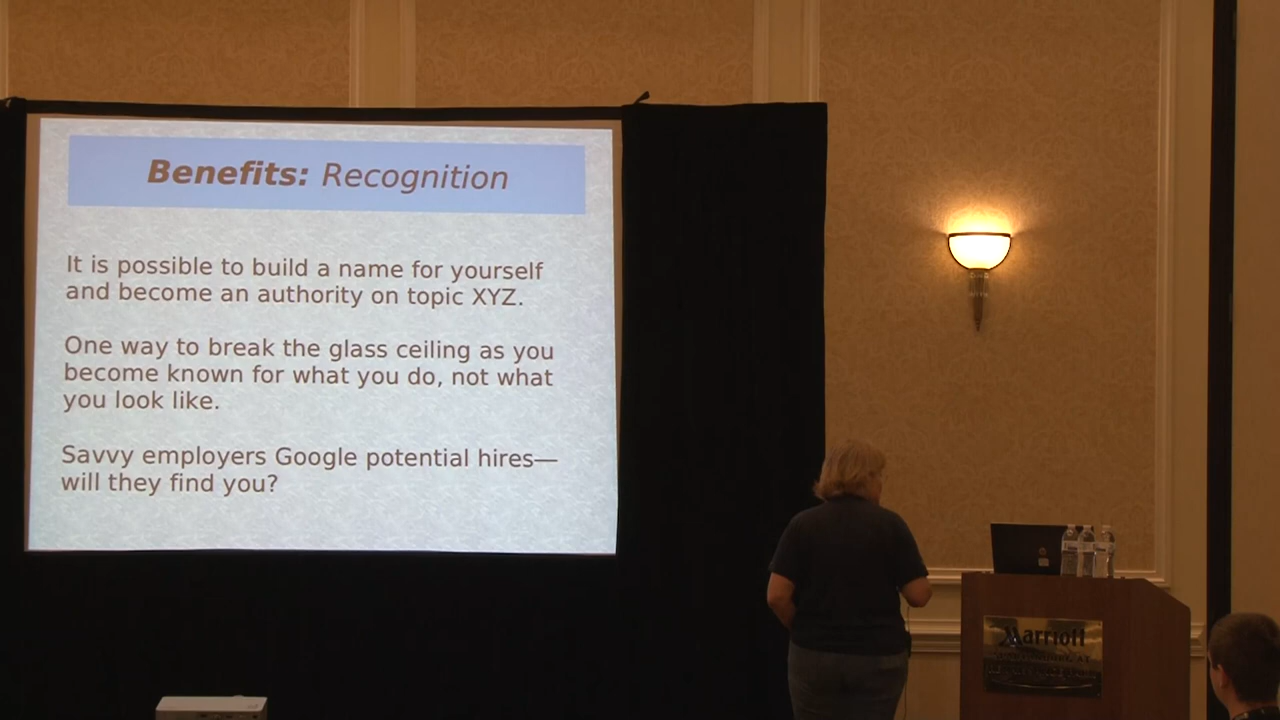 Benefits: Recognition
It is possible to build a name for yourself
and become an authority on topic XYZ.
One way to break the glass ceiling as you
become known for what you do, not what
you look like.
Savvy employers Google potential hires—
will they find you?
Marriott